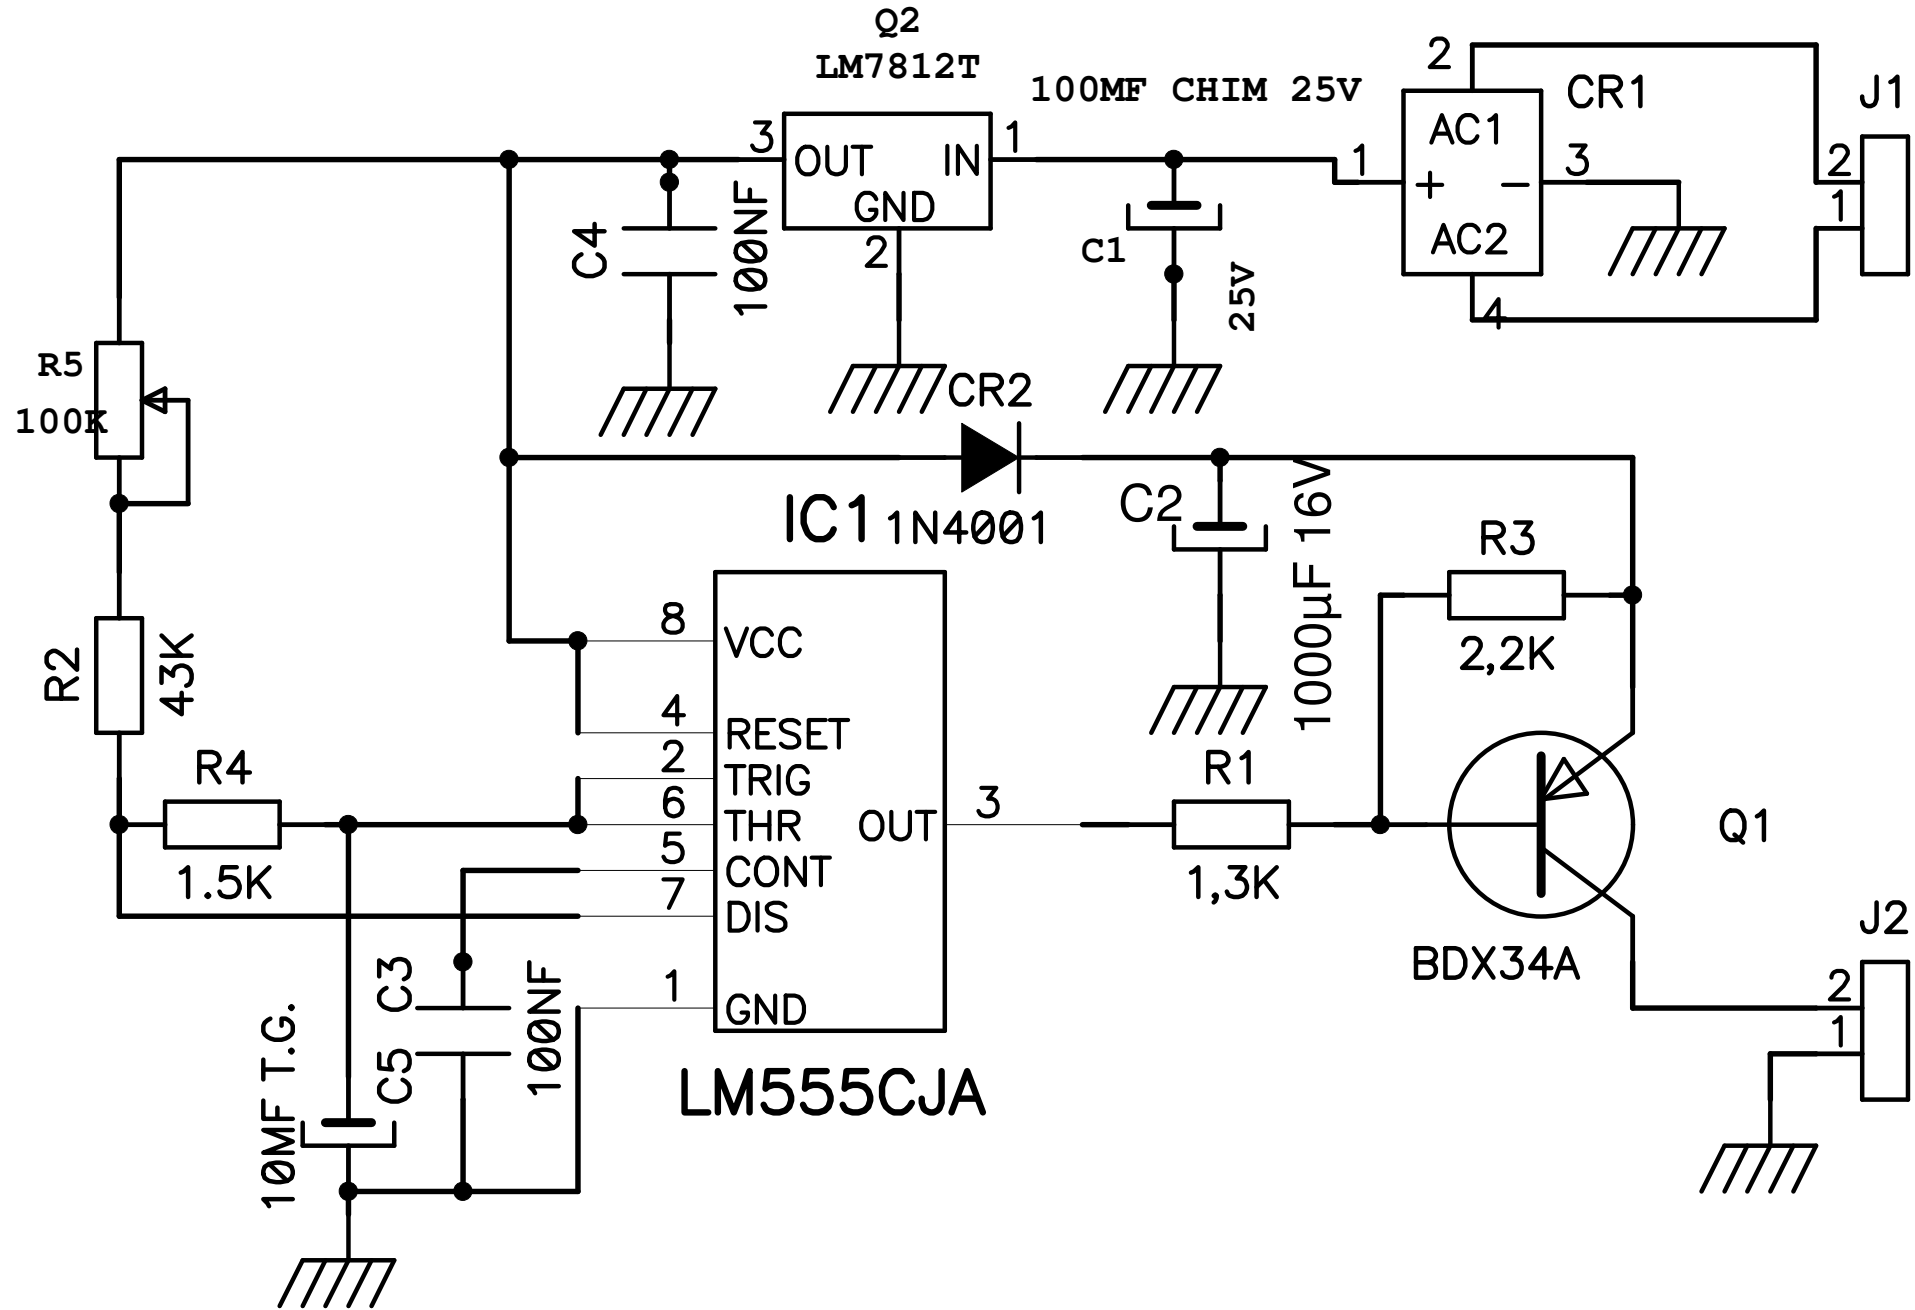 Q2
LM7812T
100MF CHIM 25V
2
CR1
J1
AC1
3
OUT
IN
1
1
+
−
3
2
1
GND
AC2
2
C4
100NF
C1
25V
4
R5
100K
CR2
IC1
1N4001
C2
1000µF 16V
R3
2,2K
8
VCC
R2
43K
4
RESET
2
TRIG
R4
R1
6
THR
OUT
3
Q1
1.5K
5
CONT
1,3K
7
DIS
BDX34A
J2
C3
100NF
1
GND
2
1
C5
10MF T.G.
LM555CJA